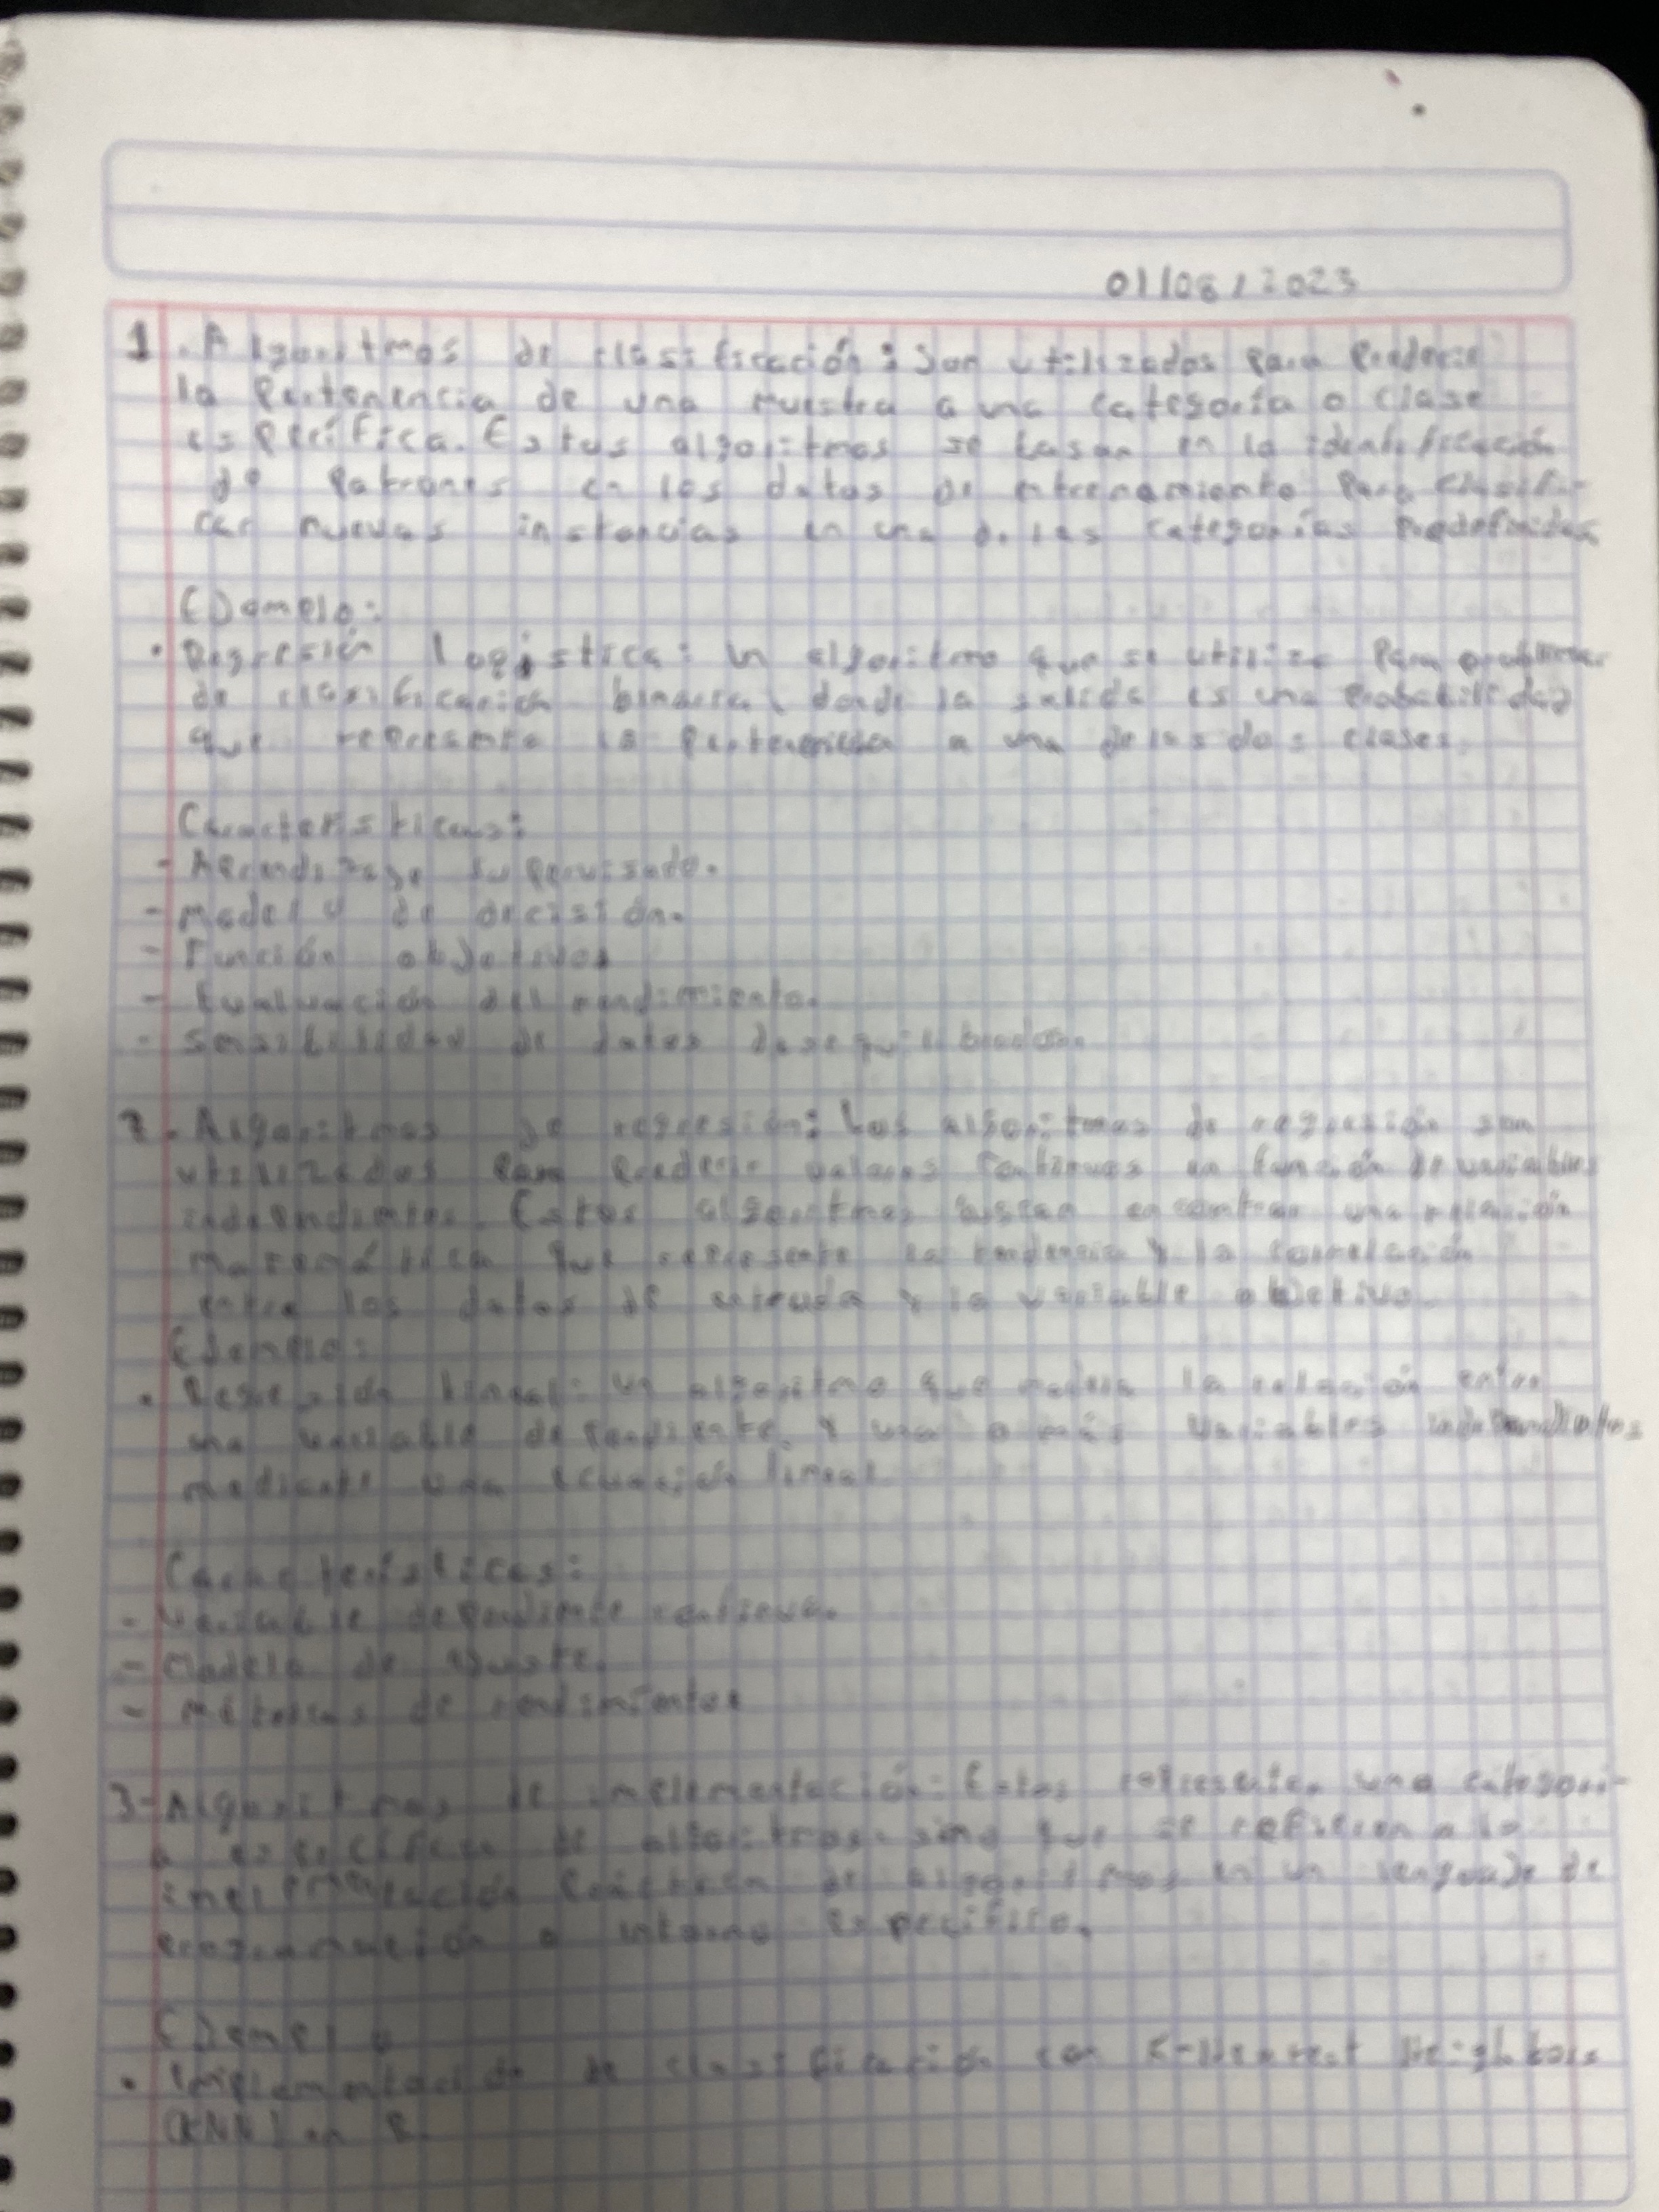 01/08/2023
1. Algoritmos de clasificación: Son utilizados para predecir
la pertenencia de una muestra a una categoría o clase
específica. Estos algoritmos se basan en la identificación
de patrones en los datos de entrenamiento para clasifi-
car nuevas instancias en una de las categorías predefinidas
Ejemplo:
• Regresión Logística: Un algoritmo que se utiliza para problemas
de clasificación binaria, donde la salida es una probabilidad
que representa la pertenencia a una de las dos clases.
Características:
- Aprendizaje supervisado.
- Modelo de decisión.
- Función objetivos
- Evaluación del rendimiento.
- Sensibilidad de datos desequilibrados.
2. Algoritmos de regresión: Los algoritmos de regresión son
utilizados para predecir valores continuos en función de variables
independientes. Estos algoritmos buscan encontrar una relación
matemática que represente la tendencia y la correlación
entre los datos de entrada y la variable objetivo.
Ejemplo:
• Regresión Lineal: Un algoritmo que modela la relación entre
una variable dependiente, y una o más variables independientes
mediante una ecuación lineal
Características:
- Variable dependiente continua.
- Modelo de ajuste.
- Métricas de rendimientos
3- Algoritmos de implementación: Estos representan una categorí-
a específica de algoritmos, sino que se refieren a la
implementación práctica de algoritmos en un lenguaje de
programación o entorno específico.
Ejemplo
• Implementación de clasificación con K-Nearest Neighbors
(KNN) en R.